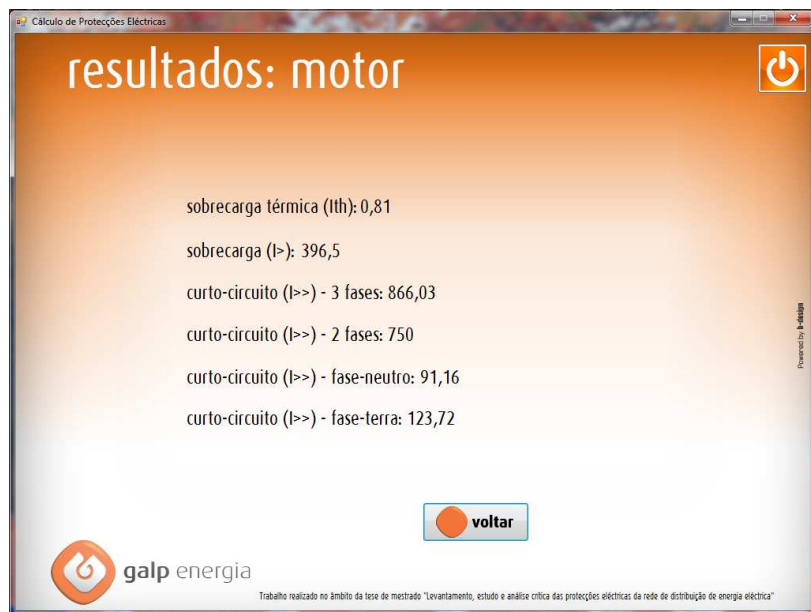 Cálculo de Protecções Eléctricas
resultados: motor
sobrecarga térmica (Ith): 0,81
sobrecarga (I>): 396,5
curto-circuito (I>>) - 3 fases: 866,03
curto-circuito (I>>) - 2 fases: 750
curto-circuito (I>>) - fase-neutro: 91,16
curto-circuito (I>>) - fase-terra: 123,72
Powered by lr-design
voltar
galp energia
Trabalho realizado no âmbito da tese de mestrado "Levantamento, estudo e análise crítica das protecções eléctricas da rede de distribuição de energia eléctrica"